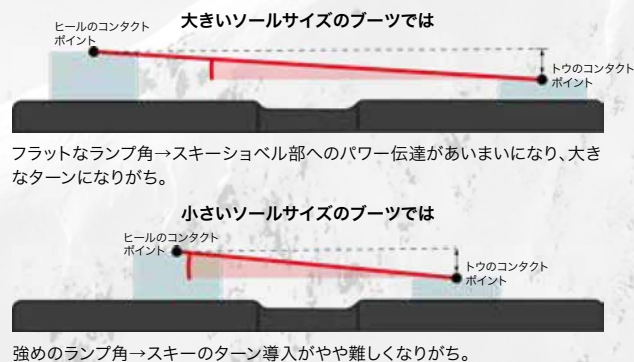 大きいソールサイズのブーツでは
ヒールのコンタクト
ポイント
トウのコンタクト
ポイント
フラットなランプ角→スキーショベル部へのパワー伝達があいまいになり、大き
なターンになりがち。
小さいソールサイズのブーツでは
ヒールのコンタクト
ポイント
トウのコンタクト
ポイント
強めのランプ角→スキーのターン導入がやや難しくなりがち。